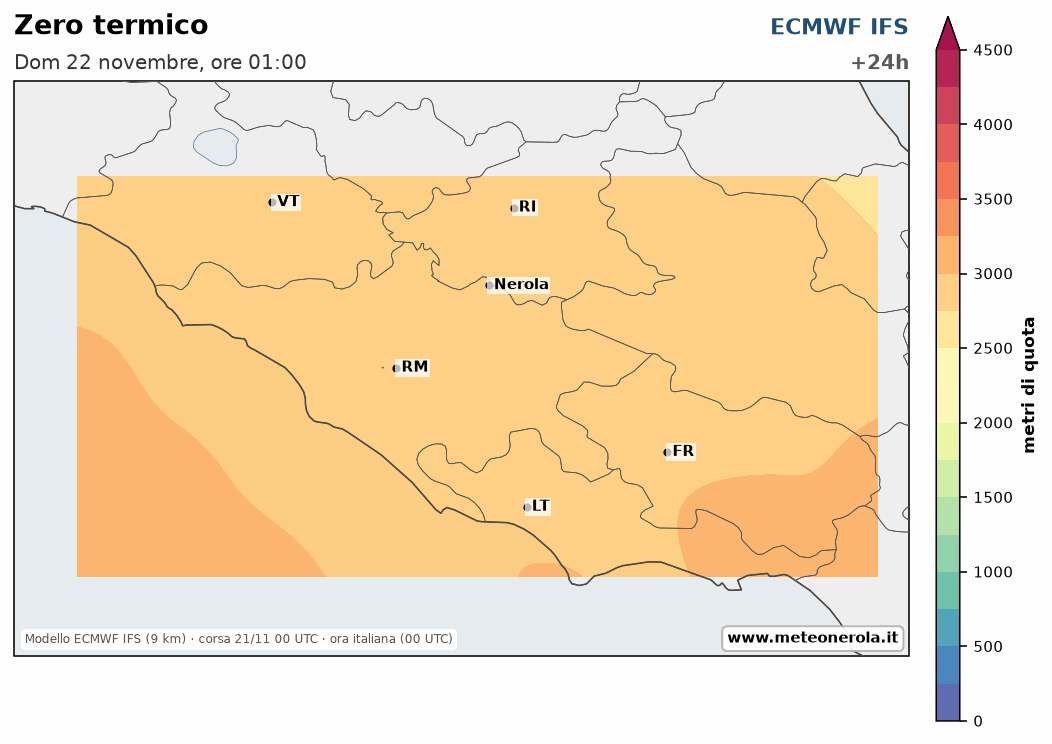 Zero termico
ECMWF IFS
Dom 22 novembre, ore 01:00
+24h
VT
RI
Nerola
RM
FR
LT
Modello ECMWF IFS (9 km) · corsa 21/11 00 UTC · ora italiana (00 UTC)
www.meteonerola.it
4500
4000
3500
3000
2500
2000
1500
1000
500
0
metri di quota